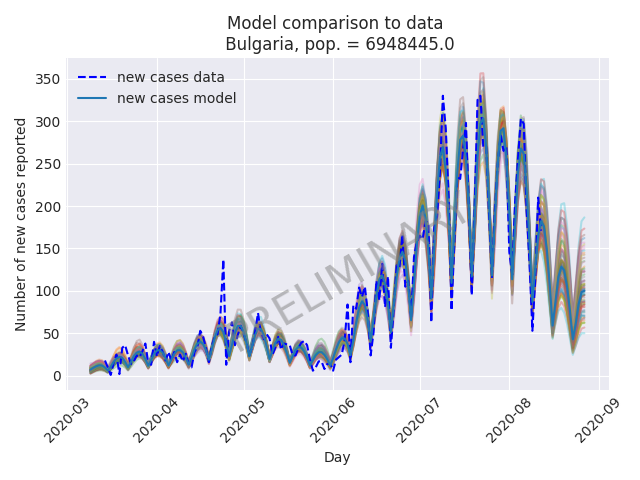 Model comparison to data
Bulgaria, pop. = 6948445.0
new cases data
new cases model
Number of new cases reported
350
300
250
200
150
100
50
0
PRELIMINARY
2020-03
2020-04
2020-05
2020-06
2020-07
2020-08
2020-09
Day